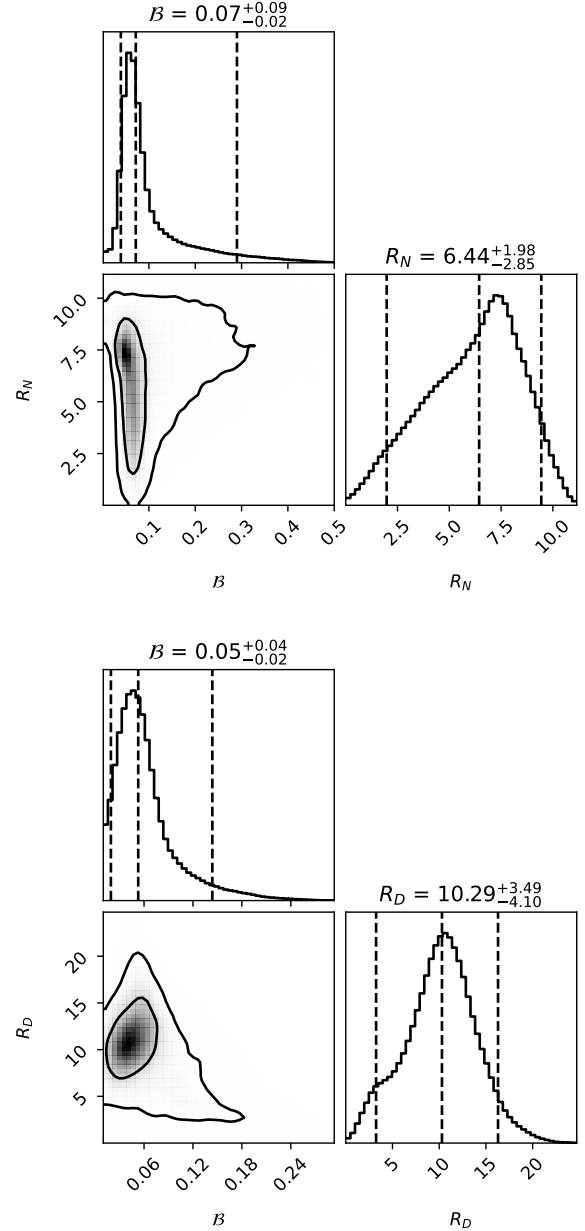 ℬ = 0.07$^{+0.09}_{-0.02}$
R_N = 6.44$^{+1.98}_{-2.85}$
10.0
7.5
5.0
2.5
R_N
0.1 0.2 0.3 0.4 0.5
ℬ
2.5 5.0 7.5 10.0
R_N
ℬ = 0.05$^{+0.04}_{-0.02}$
R_D = 10.29$^{+3.49}_{-4.10}$
20
15
10
5
R_D
0.06 0.12 0.18 0.24
ℬ
5 10 15 20
R_D